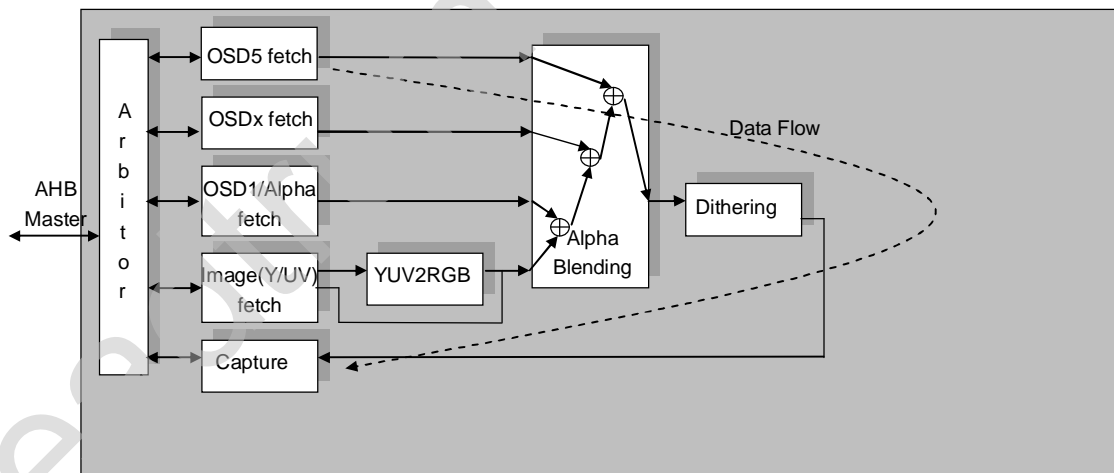 AHB
Master
Arbitor
OSD5 fetch
OSDx fetch
OSD1/Alpha
fetch
Image(Y/UV)
fetch
Capture
YUV2RGB
Alpha
Blending
Dithering
Data Flow